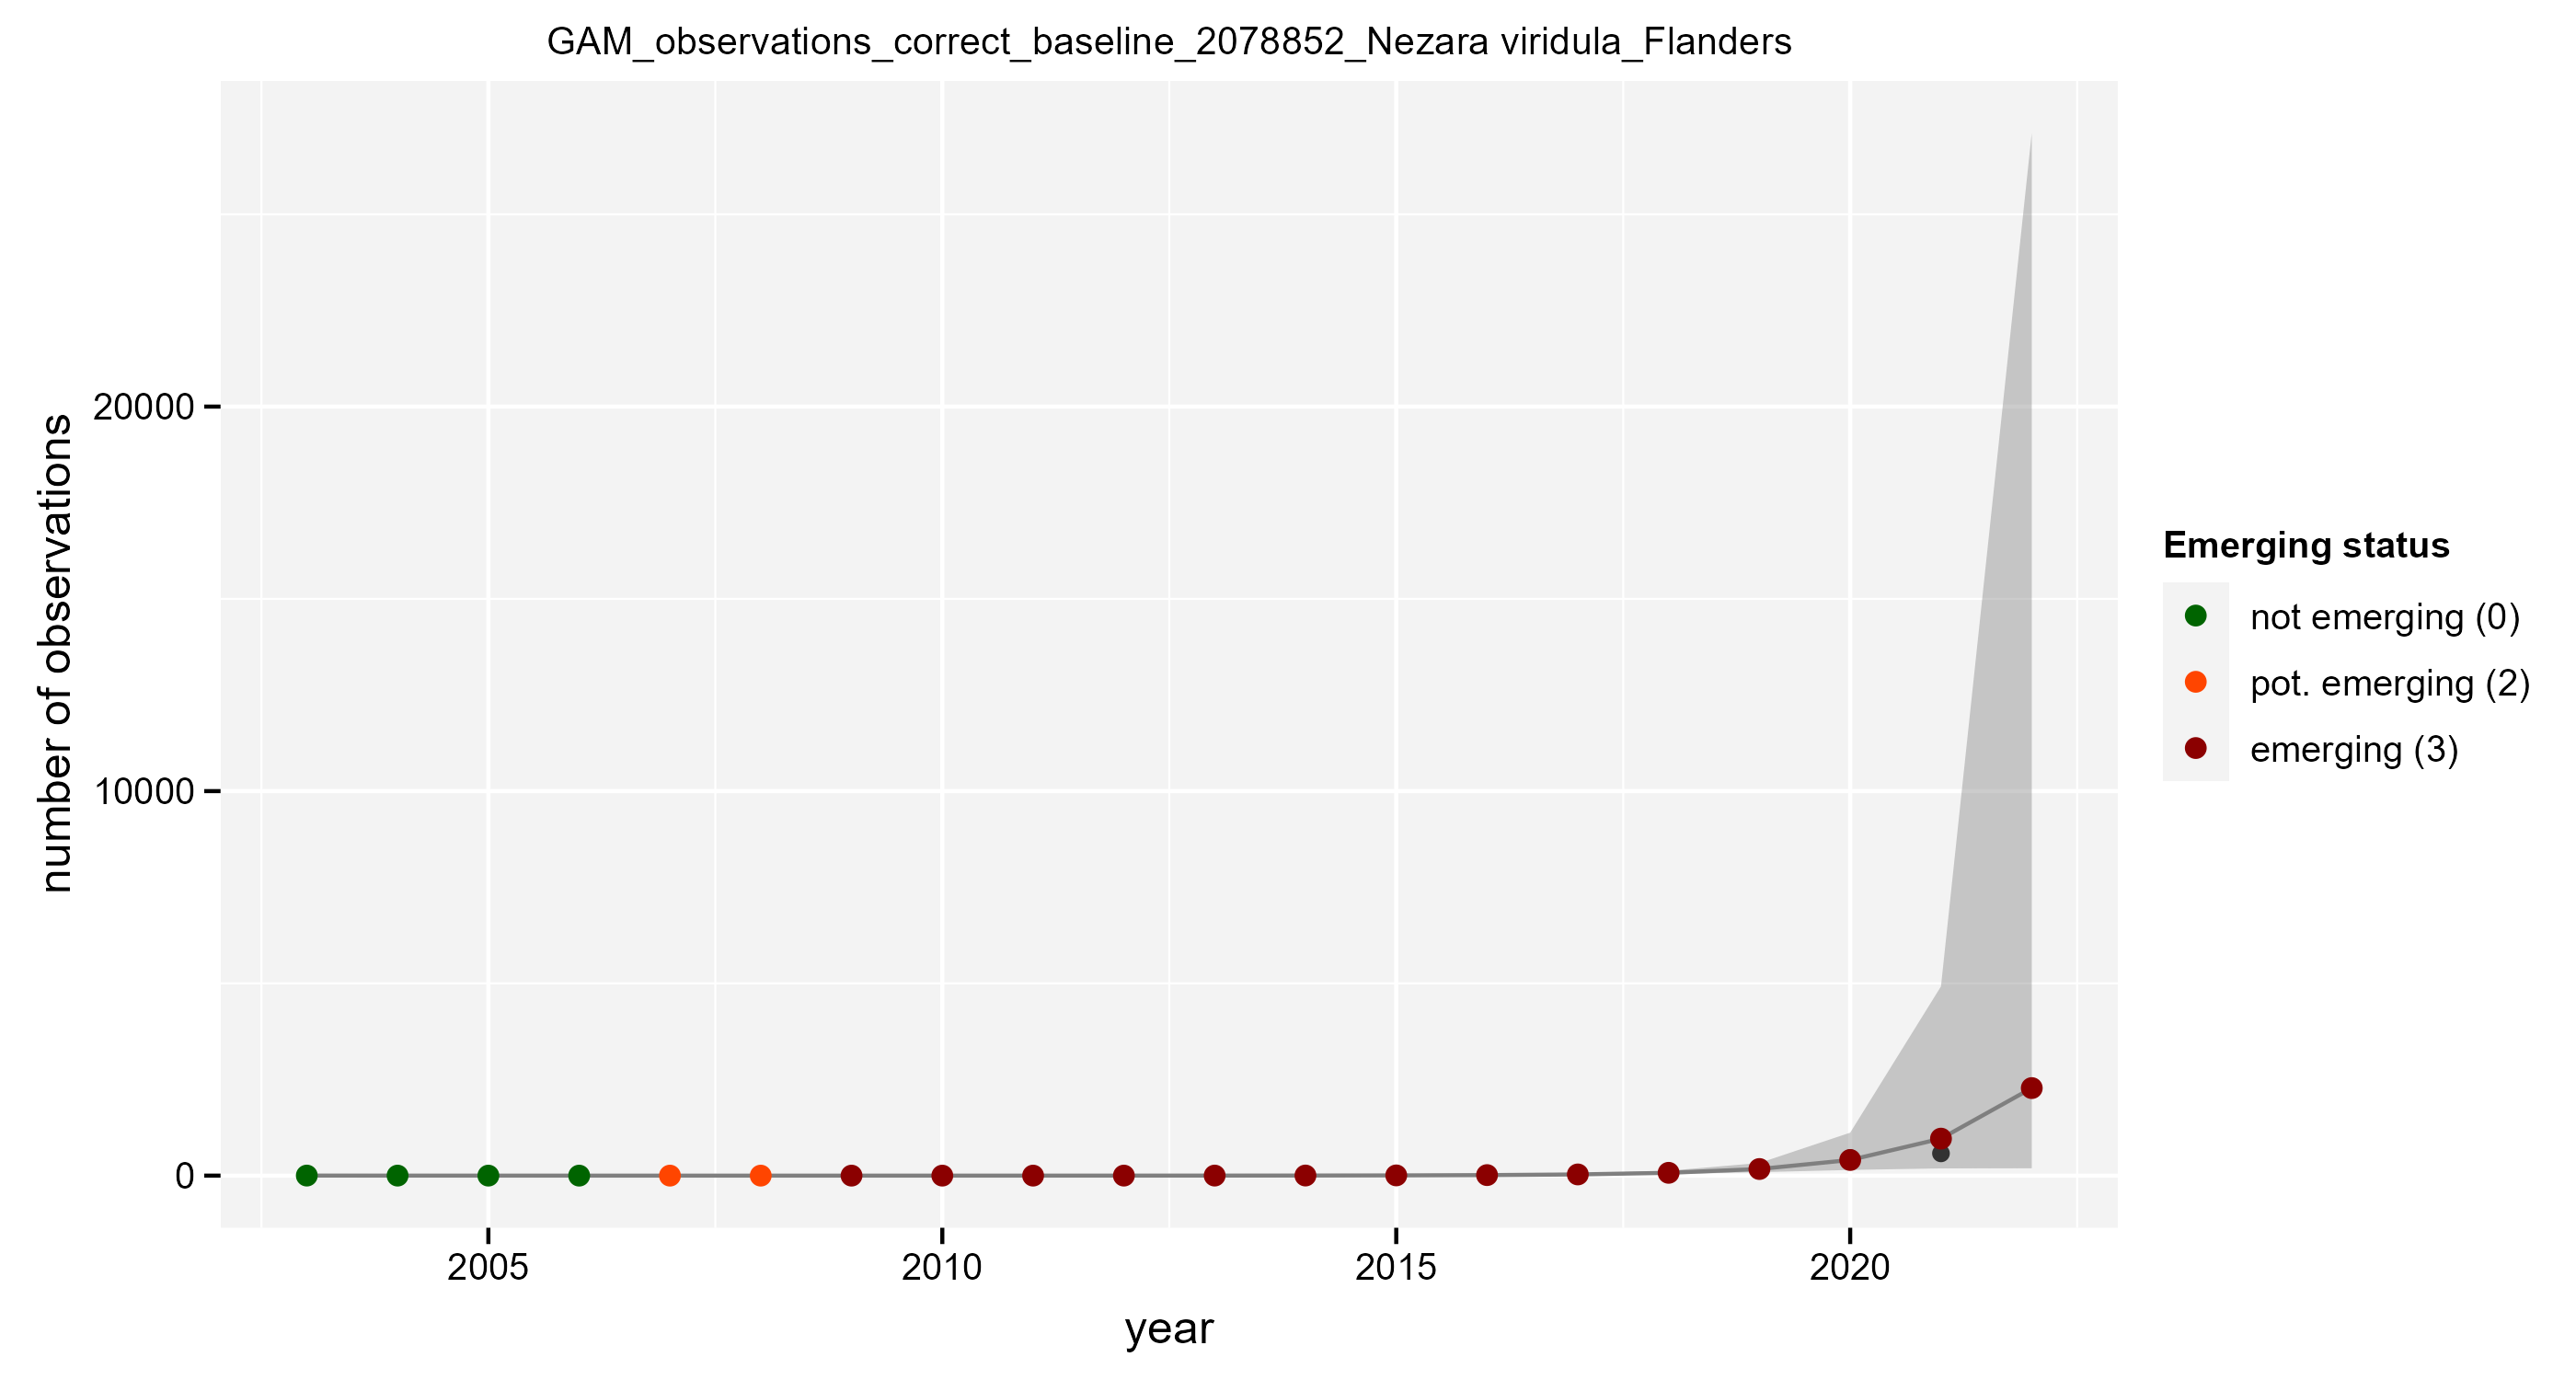 GAM_observations_correct_baseline_2078852_Nezara viridula_Flanders
number of observations
20000
10000
0
2005
2010
2015
2020
year
Emerging status
not emerging (0)
pot. emerging (2)
emerging (3)